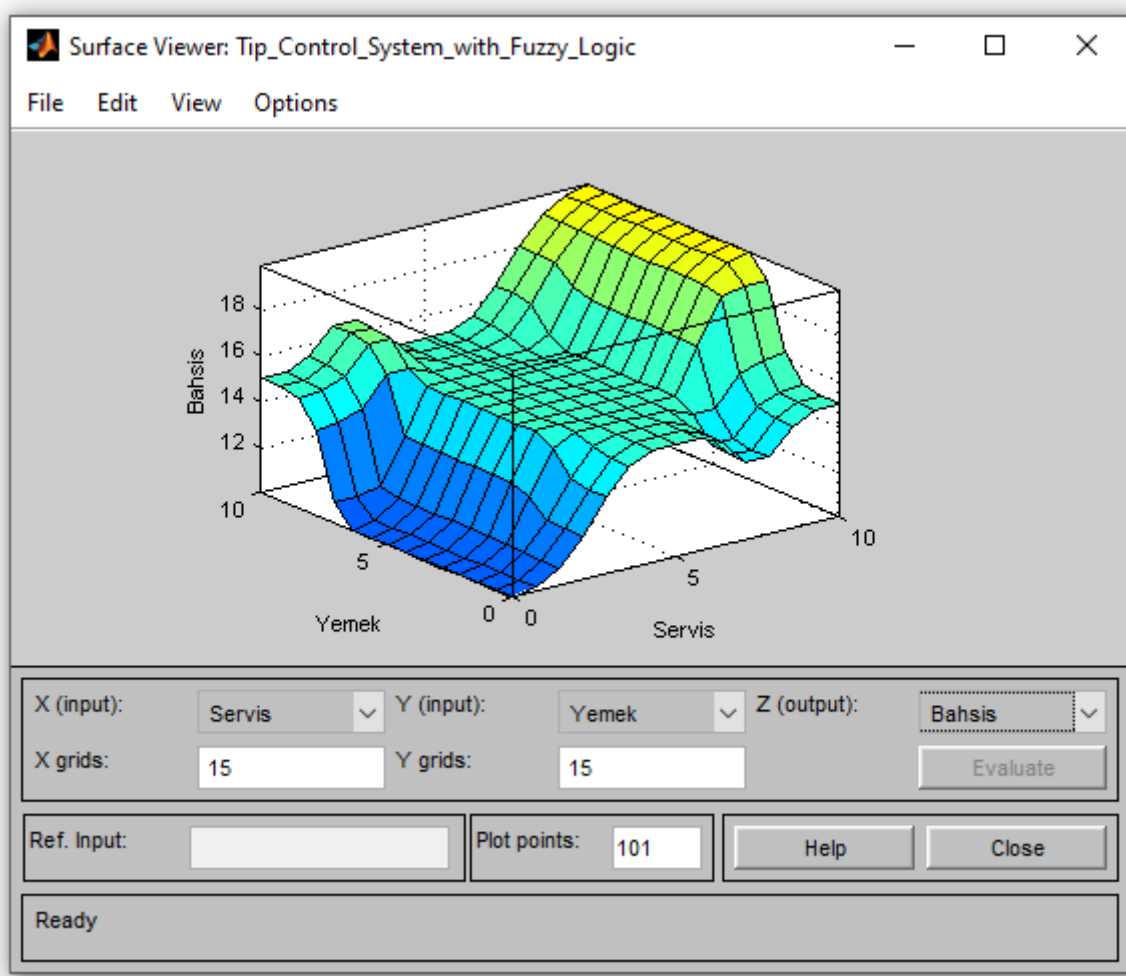 Surface Viewer: Tip_Control_System_with_Fuzzy_Logic
File Edit View Options
18
16
14
12
10
5
0
0
5
10
Bahsis
Yemek
Servis
X (input): Servis Y (input): Yemek Z (output): Bahsis
X grids: 15 Y grids: 15 Evaluate
Ref. Input: Plot points: 101 Help Close
Ready